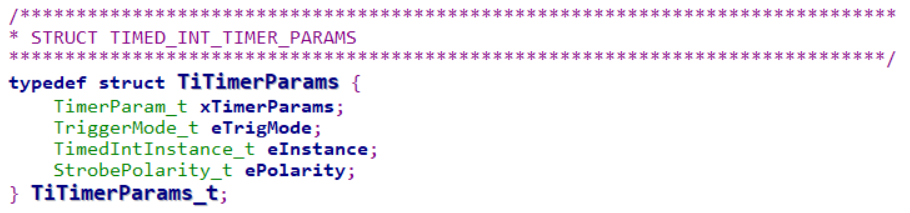 /******************************************************************************
* STRUCT TIMED_INT_TIMER_PARAMS
******************************************************************************/
typedef struct TiTimerParams {
    TimerParam_t xTimerParams;
    TriggerMode_t eTrigMode;
    TimedIntInstance_t eInstance;
    StrobePolarity_t ePolarity;
} TiTimerParams_t;